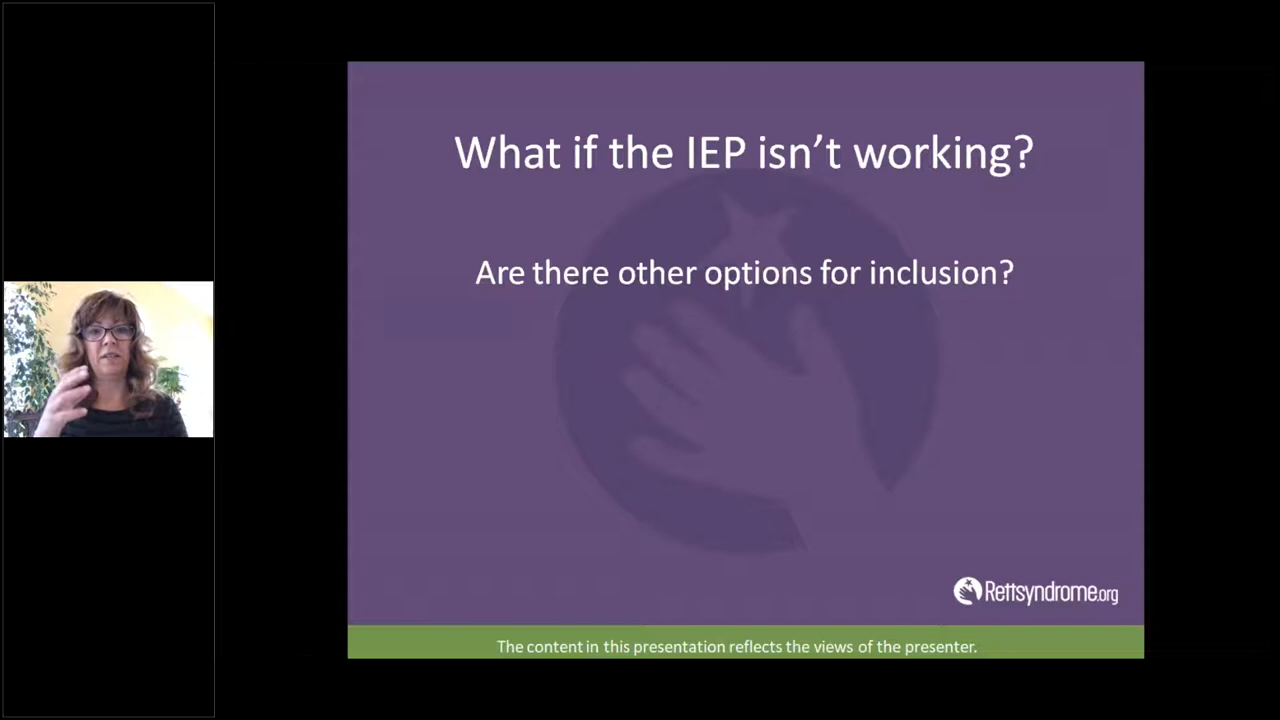 What if the IEP isn’t working?
Are there other options for inclusion?
Rettsyndrome.org
The content in this presentation reflects the views of the presenter.